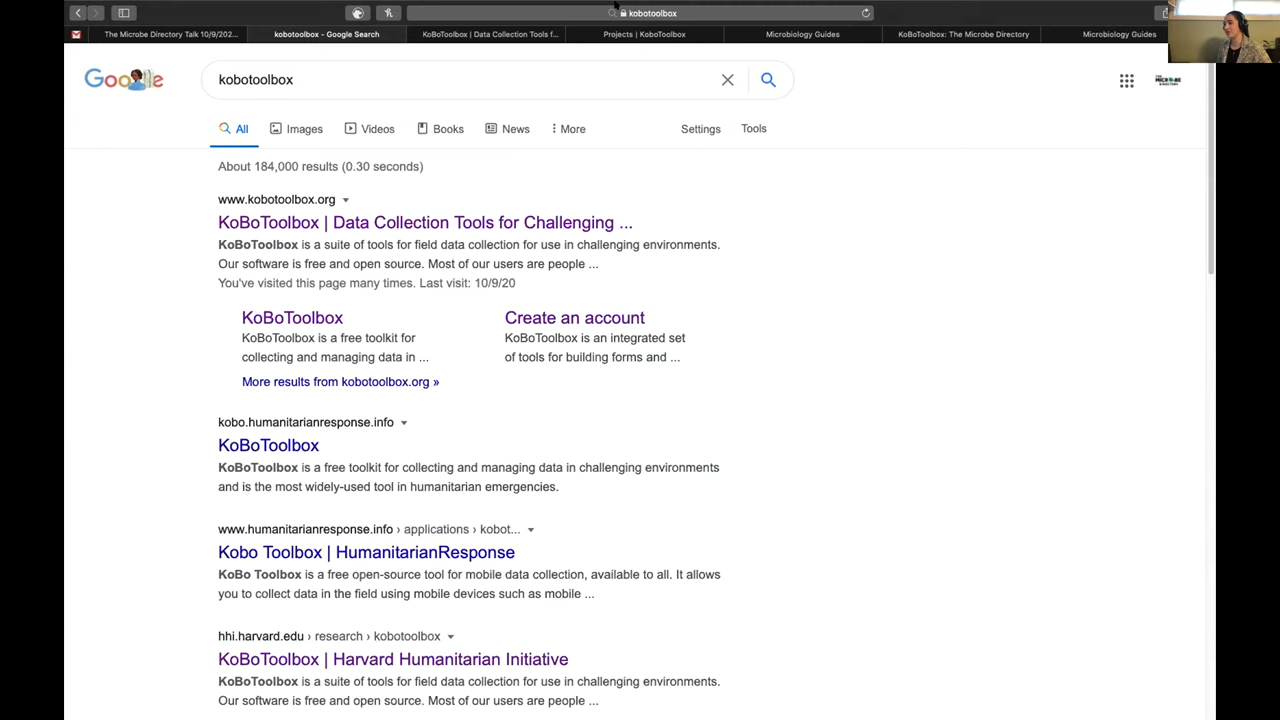 kobotoolbox
The Microbe Directory Talk 10/9/202...
kobotoolbox - Google Search
KoBoToolbox | Data Collection Tools f...
Projects | KoboToolbox
Microbiology Guides
KoBoToolbox: The Microbe Directory
Microbiology Guides
Google
kobotoolbox
THE MICROBE DIRECTORY
All
Images
Videos
Books
News
More
Settings
Tools
About 184,000 results (0.30 seconds)
www.kobotoolbox.org
KoBoToolbox | Data Collection Tools for Challenging ...
KoBoToolbox is a suite of tools for field data collection for use in challenging environments.
Our software is free and open source. Most of our users are people ...
You've visited this page many times. Last visit: 10/9/20
KoBoToolbox
KoBoToolbox is a free toolkit for
collecting and managing data in ...
Create an account
KoBoToolbox is an integrated set
of tools for building forms and ...
More results from kobotoolbox.org »
kobo.humanitarianresponse.info
KoBoToolbox
KoBoToolbox is a free toolkit for collecting and managing data in challenging environments
and is the most widely-used tool in humanitarian emergencies.
www.humanitarianresponse.info › applications › kobot...
Kobo Toolbox | HumanitarianResponse
KoBo Toolbox is a free open-source tool for mobile data collection, available to all. It allows
you to collect data in the field using mobile devices such as mobile ...
hhi.harvard.edu › research › kobotoolbox
KoBoToolbox | Harvard Humanitarian Initiative
KoBoToolbox is a suite of tools for field data collection for use in challenging environments.
Our software is free and open source. Most of our users are people ...